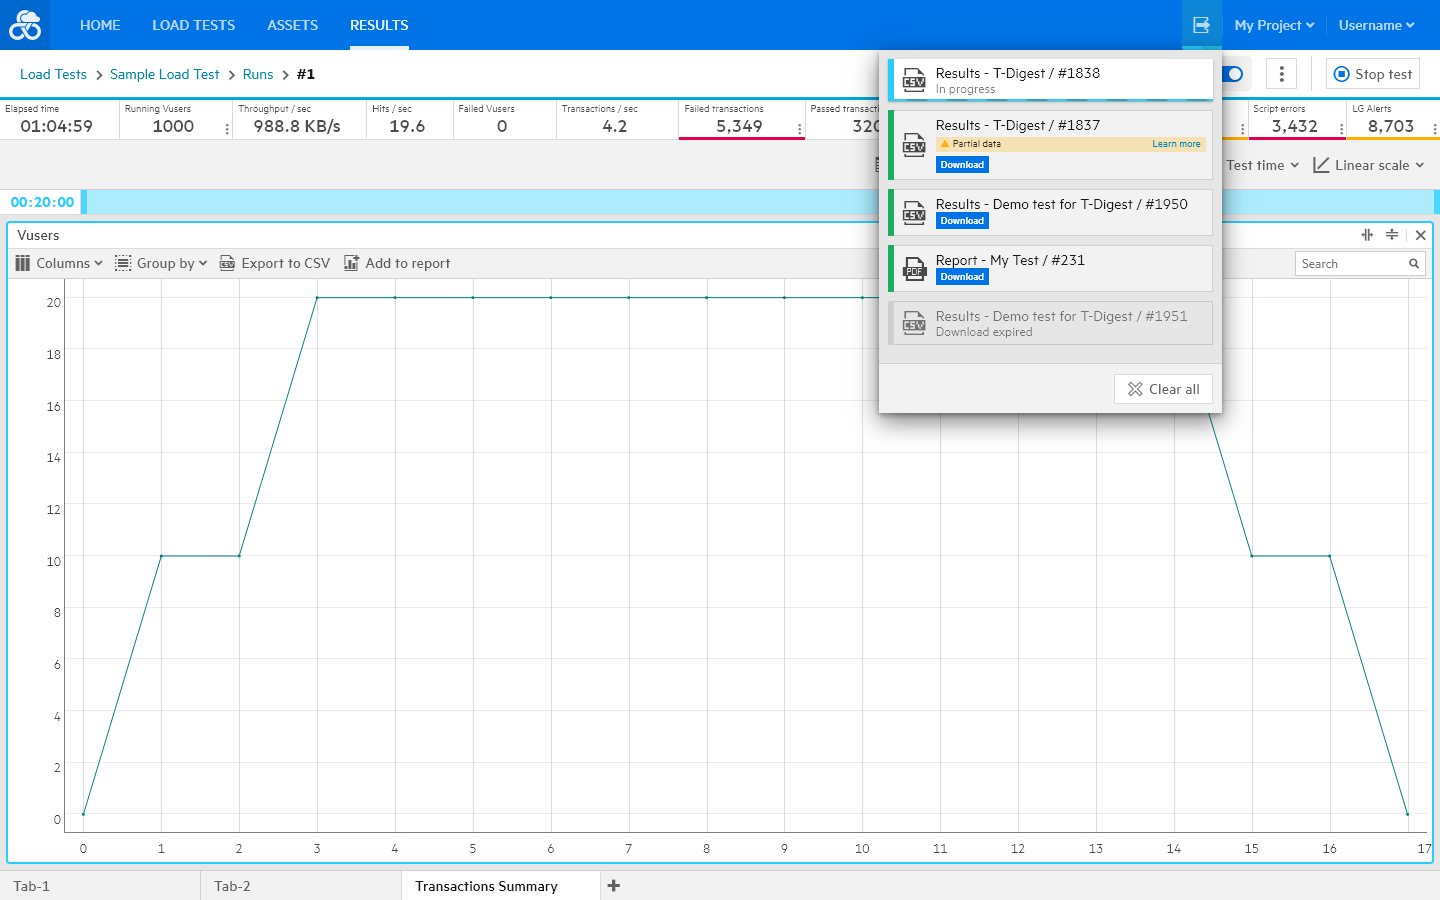 HOME LOAD TESTS ASSETS RESULTS My Project Username
Load Tests > Sample Load Test > Runs > #1
Stop test
Elapsed time
01:04:59
Running Vusers
1000
Throughput / sec
988.8 KB/s
Hits / sec
19.6
Failed Vusers
0
Transactions / sec
4.2
Failed transactions
5,349
Passed transacti
320
Script errors
3,432
LG Alerts
8,703
Results - T-Digest / #1838
In progress
Results - T-Digest / #1837
Partial data Learn more
Download
Results - Demo test for T-Digest / #1950
Download
Report - My Test / #231
Download
Results - Demo test for T-Digest / #1951
Download expired
Clear all
Test time Linear scale
00:20:00
Vusers
Columns Group by CSV Export to CSV Add to report Search
20
18
16
14
12
10
8
6
4
2
0
0 1 2 3 4 5 6 7 8 9 10 11 12 13 14 15 16 17
Tab-1 Tab-2 Transactions Summary